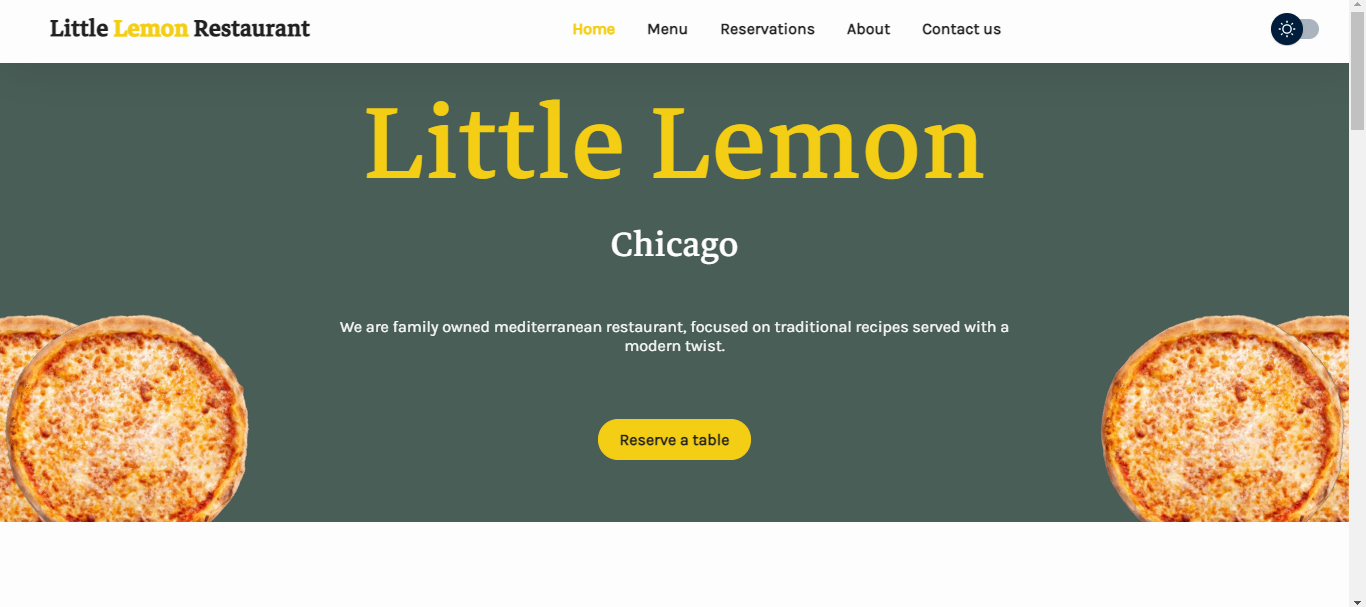 Little Lemon Restaurant
Home Menu Reservations About Contact us
Little Lemon
Chicago
We are family owned mediterranean restaurant, focused on traditional recipes served with a
modern twist.
Reserve a table